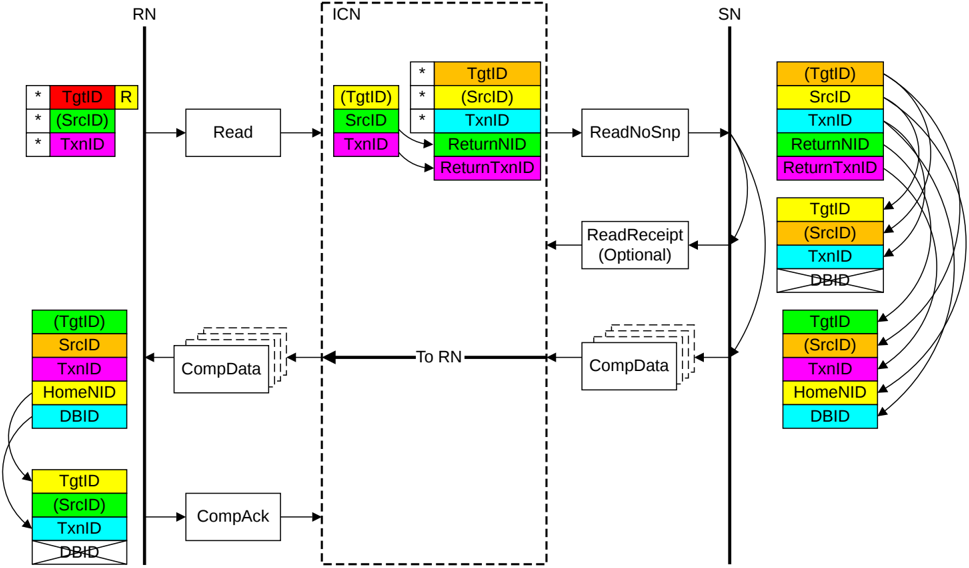 RN
ICN
SN
* TgtID R
* (SrcID)
* TxnID
Read
(TgtID)
SrcID
TxnID
* TgtID
* (SrcID)
* TxnID
ReturnNID
ReturnTxnID
ReadNoSnp
(TgtID)
SrcID
TxnID
ReturnNID
ReturnTxnID
ReadReceipt
(Optional)
TgtID
(SrcID)
TxnID
DBID
(TgtID)
SrcID
TxnID
HomeNID
DBID
CompData
To RN
CompData
TgtID
(SrcID)
TxnID
HomeNID
DBID
TgtID
(SrcID)
TxnID
DBID
CompAck